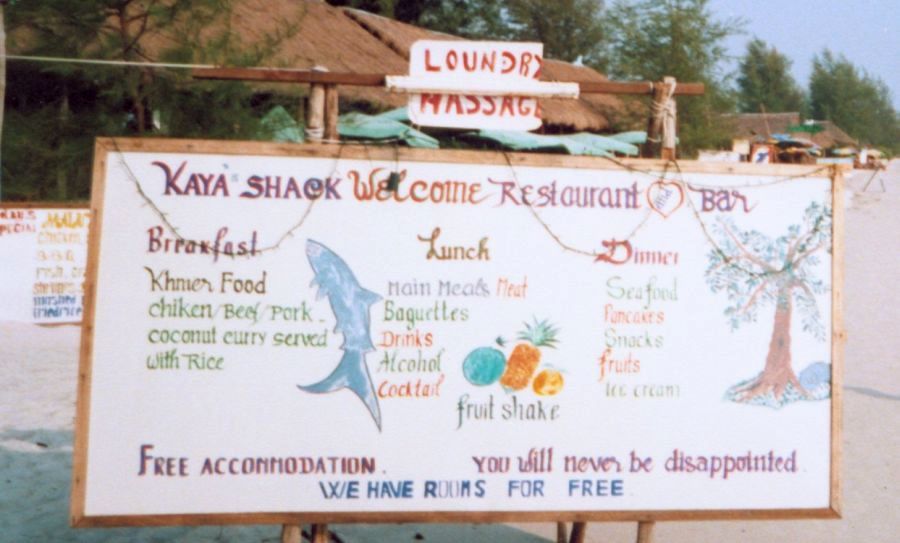 LOUNDRY
MASSAGE
KAYA SHACK Welcome Restaurant and Bar
Breakfast
Khmer Food
chiken/Beef/Pork
coconut curry served
with Rice
Lunch
Main Meals Meat
Baguettes
Drinks
Alcohol
Cocktail
fruit shake
Dinner
Seafood
Pancakes
Snacks
fruits
Ice cream
FREE ACCOMMODATION. You will never be disappointed.
WE HAVE ROOMS FOR FREE.